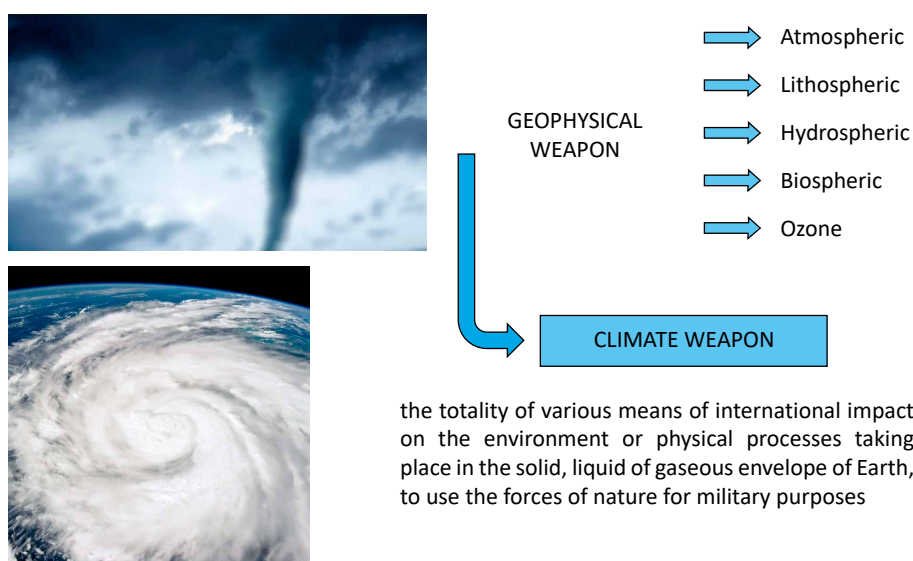 GEOPHYSICAL
WEAPON
Atmospheric
Lithospheric
Hydrospheric
Biospheric
Ozone
CLIMATE WEAPON
the totality of various means of international impact
on the environment or physical processes taking
place in the solid, liquid of gaseous envelope of Earth,
to use the forces of nature for military purposes